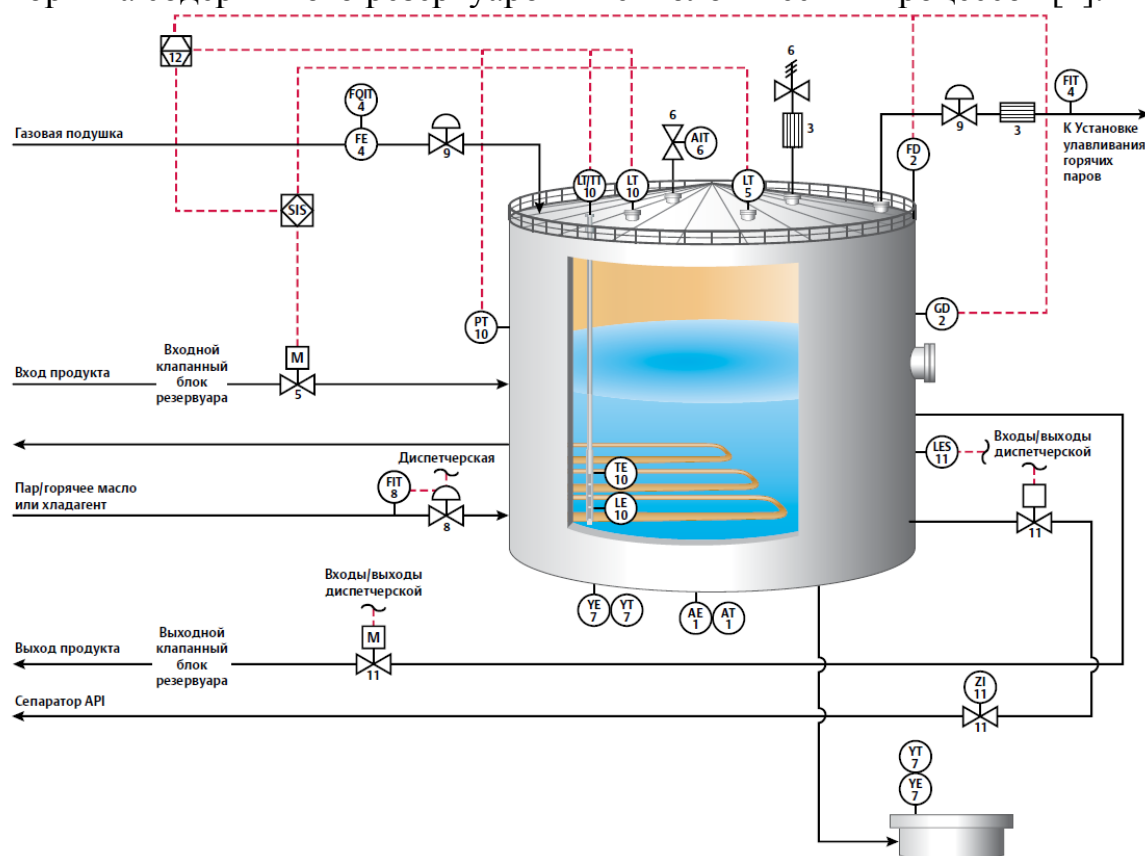 12
FQIT
4
FE
4
9
Газовая подушка
6
AIT
6
6
3
9
3
FIT
4
К Установке
улавливания
горячих
паров
FD
2
LT/TT
10
LT
10
LT
5
SIS
PT
10
GD
2
M
5
Вход продукта
Входной
клапанный
блок
резервуара
LES
11
Входы/выходы
диспетчерской
11
Диспетчерская
FIT
8
8
Пар/горячее масло
или хладагент
TE
10
LE
10
Входы/выходы
диспетчерской
M
11
YE
7
YT
7
AE
1
AT
1
Выход продукта
Выходной
клапанный
блок
резервуара
Сепаратор API
ZI
11
11
YT
7
YE
7